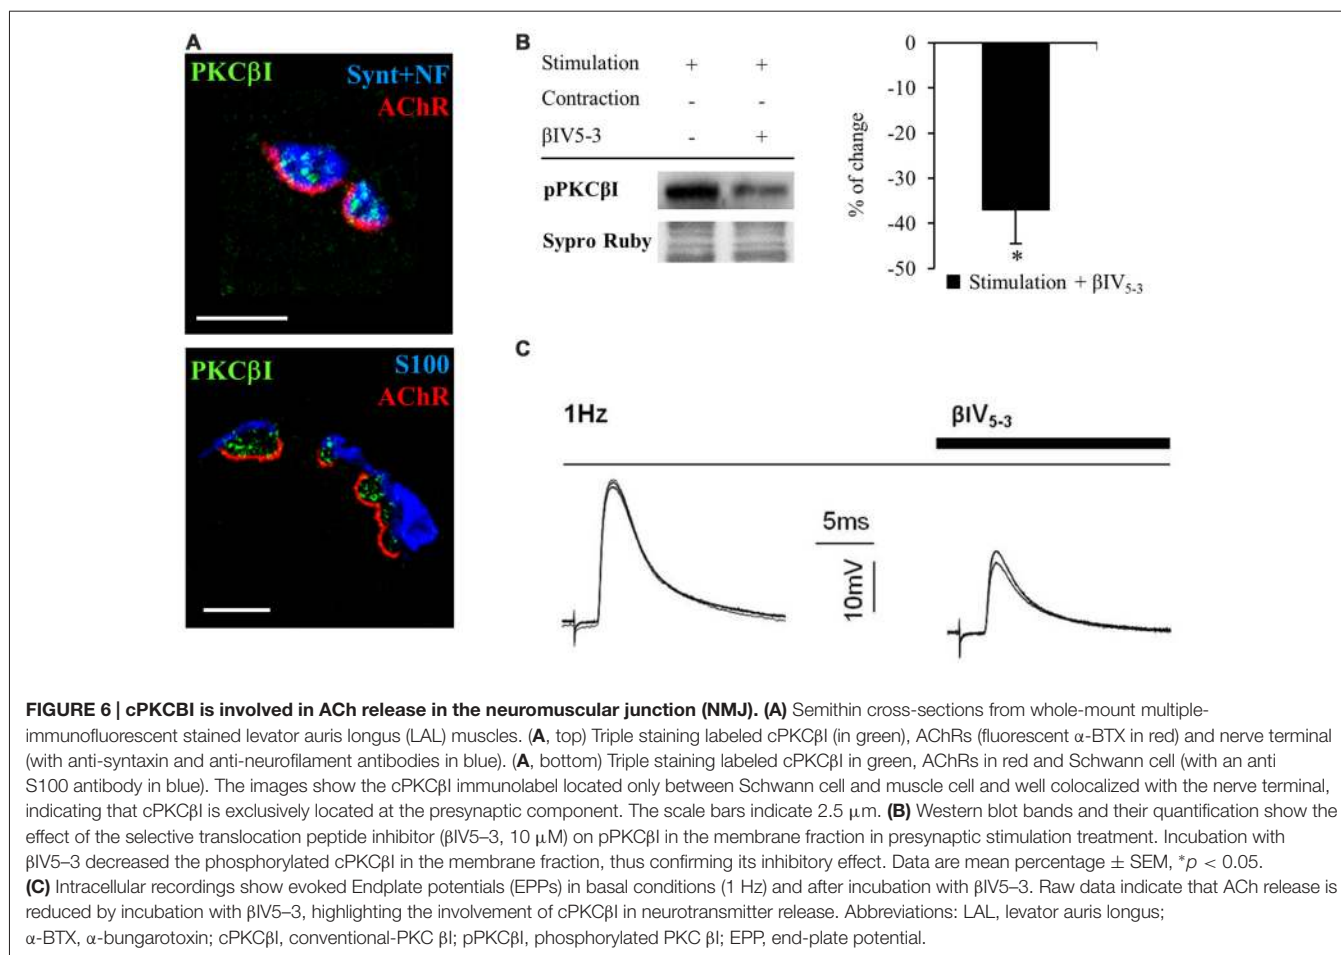 A
PKCβI
Synt+NF
AChR
PKCβI
S100
AChR
B
Stimulation + +
Contraction - -
βIV5-3 - +
pPKCβI
Sypro Ruby
% of change
0
-10
-20
-30
-40
-50
*
Stimulation + βIV5-3
C
1Hz
βIV5-3
5ms
10mV
FIGURE 6 | cPKCBI is involved in ACh release in the neuromuscular junction (NMJ). (A) Semithin cross-sections from whole-mount multiple-
immunofluorescent stained levator auris longus (LAL) muscles. (A, top) Triple staining labeled cPKCβI (in green), AChRs (fluorescent α-BTX in red) and nerve terminal
(with anti-syntaxin and anti-neurofilament antibodies in blue). (A, bottom) Triple staining labeled cPKCβI in green, AChRs in red and Schwann cell (with an anti
S100 antibody in blue). The images show the cPKCβI immunolabel located only between Schwann cell and muscle cell and well colocalized with the nerve terminal,
indicating that cPKCβI is exclusively located at the presynaptic component. The scale bars indicate 2.5 μm. (B) Western blot bands and their quantification show the
effect of the selective translocation peptide inhibitor (βIV5–3, 10 μM) on pPKCβI in the membrane fraction in presynaptic stimulation treatment. Incubation with
βIV5–3 decreased the phosphorylated cPKCβI in the membrane fraction, thus confirming its inhibitory effect. Data are mean percentage ± SEM, *p < 0.05.
(C) Intracellular recordings show evoked Endplate potentials (EPPs) in basal conditions (1 Hz) and after incubation with βIV5–3. Raw data indicate that ACh release is
reduced by incubation with βIV5–3, highlighting the involvement of cPKCβI in neurotransmitter release. Abbreviations: LAL, levator auris longus;
α-BTX, α-bungarotoxin; cPKCβI, conventional-PKC βI; pPKCβI, phosphorylated PKC βI; EPP, end-plate potential.